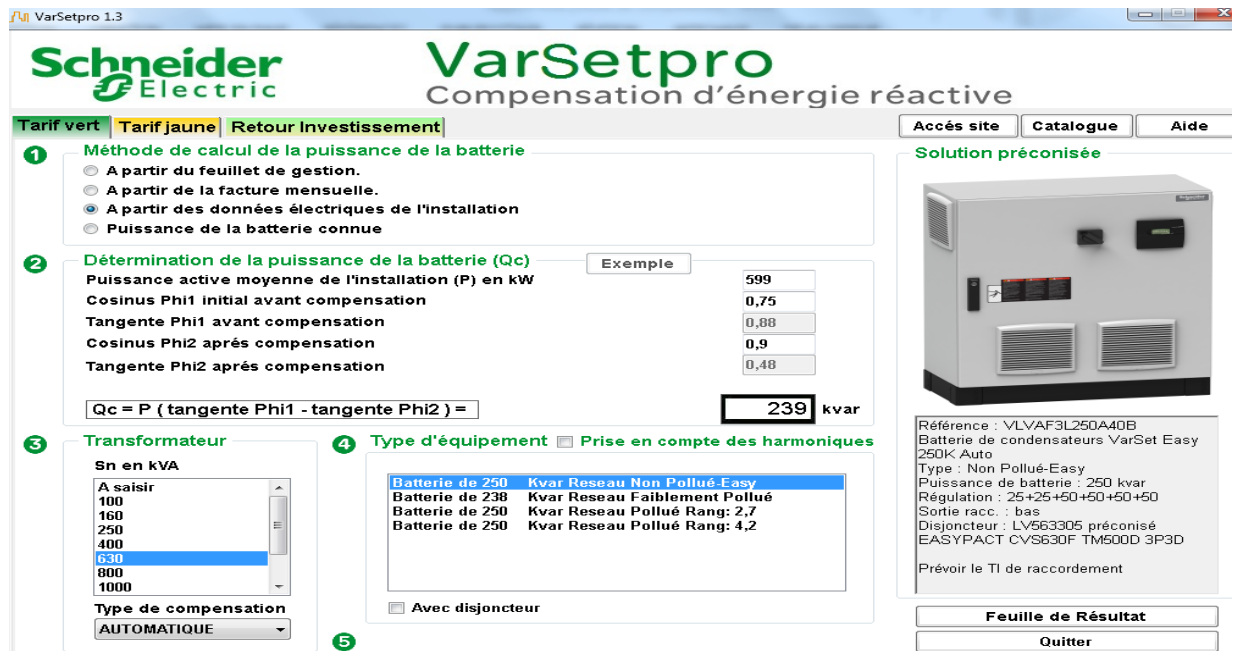 VarSetpro 1.3
Schneider
Electric
VarSetpro
Compensation d'énergie réactive
Tarif vert Tarif jaune Retour Investissement
Accés site Catalogue Aide
1 Méthode de calcul de la puissance de la batterie
A partir du feuillet de gestion.
A partir de la facture mensuelle.
A partir des données électriques de l'installation
Puissance de la batterie connue
2 Détermination de la puissance de la batterie (Qc) Exemple
Puissance active moyenne de l'installation (P) en kW 599
Cosinus Phi1 initial avant compensation 0,75
Tangente Phi1 avant compensation 0,88
Cosinus Phi2 aprés compensation 0,9
Tangente Phi2 aprés compensation 0,48
Qc = P ( tangente Phi1 - tangente Phi2 ) = 239 kvar
3 Transformateur
Sn en kVA
A saisir
100
160
250
400
630
800
1000
Type de compensation
AUTOMATIQUE
4 Type d'équipement Prise en compte des harmoniques
Batterie de 250 Kvar Reseau Non Pollué-Easy
Batterie de 238 Kvar Reseau Faiblement Pollué
Batterie de 250 Kvar Reseau Pollué Rang: 2,7
Batterie de 250 Kvar Reseau Pollué Rang: 4,2
Avec disjoncteur
5
Solution préconisée
Référence : VLVAF3L250A40B
Batterie de condensateurs VarSet Easy
250K Auto
Type : Non Pollué-Easy
Puissance de batterie : 250 kvar
Régulation : 25+25+50+50+50+50
Sortie racc. : bas
Disjoncteur : LV563305 préconisé
EASYPACT CVS630F TM500D 3P3D
Prévoir le TI de raccordement
Feuille de Résultat
Quitter